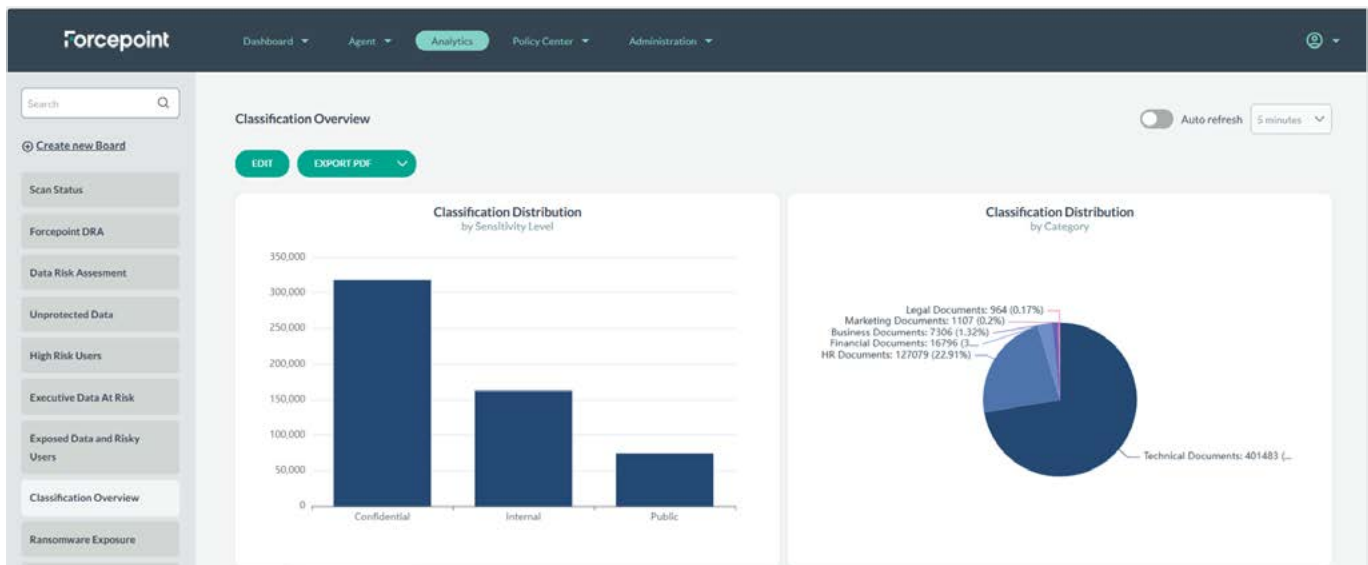 Forcepoint
Dashboard
Agent
Analytics
Policy Center
Administration
Search
Create new Board
Scan Status
Forcepoint DRA
Data Risk Assesment
Unprotected Data
High Risk Users
Executive Data At Risk
Exposed Data and Risky
Users
Classification Overview
Ransomware Exposure
Classification Overview
Auto refresh
5 minutes
EDIT
EXPORT PDF
Classification Distribution
by Sensitivity Level
350,000
300,000
250,000
200,000
150,000
100,000
50,000
0
Confidential
Internal
Public
Classification Distribution
by Category
Legal Documents: 964 (0.17%)
Marketing Documents: 1107 (0.2%)
Business Documents: 7306 (1.32%)
Financial Documents: 16796 (3...
HR Documents: 127079 (22.91%)
Technical Documents: 401483 (...